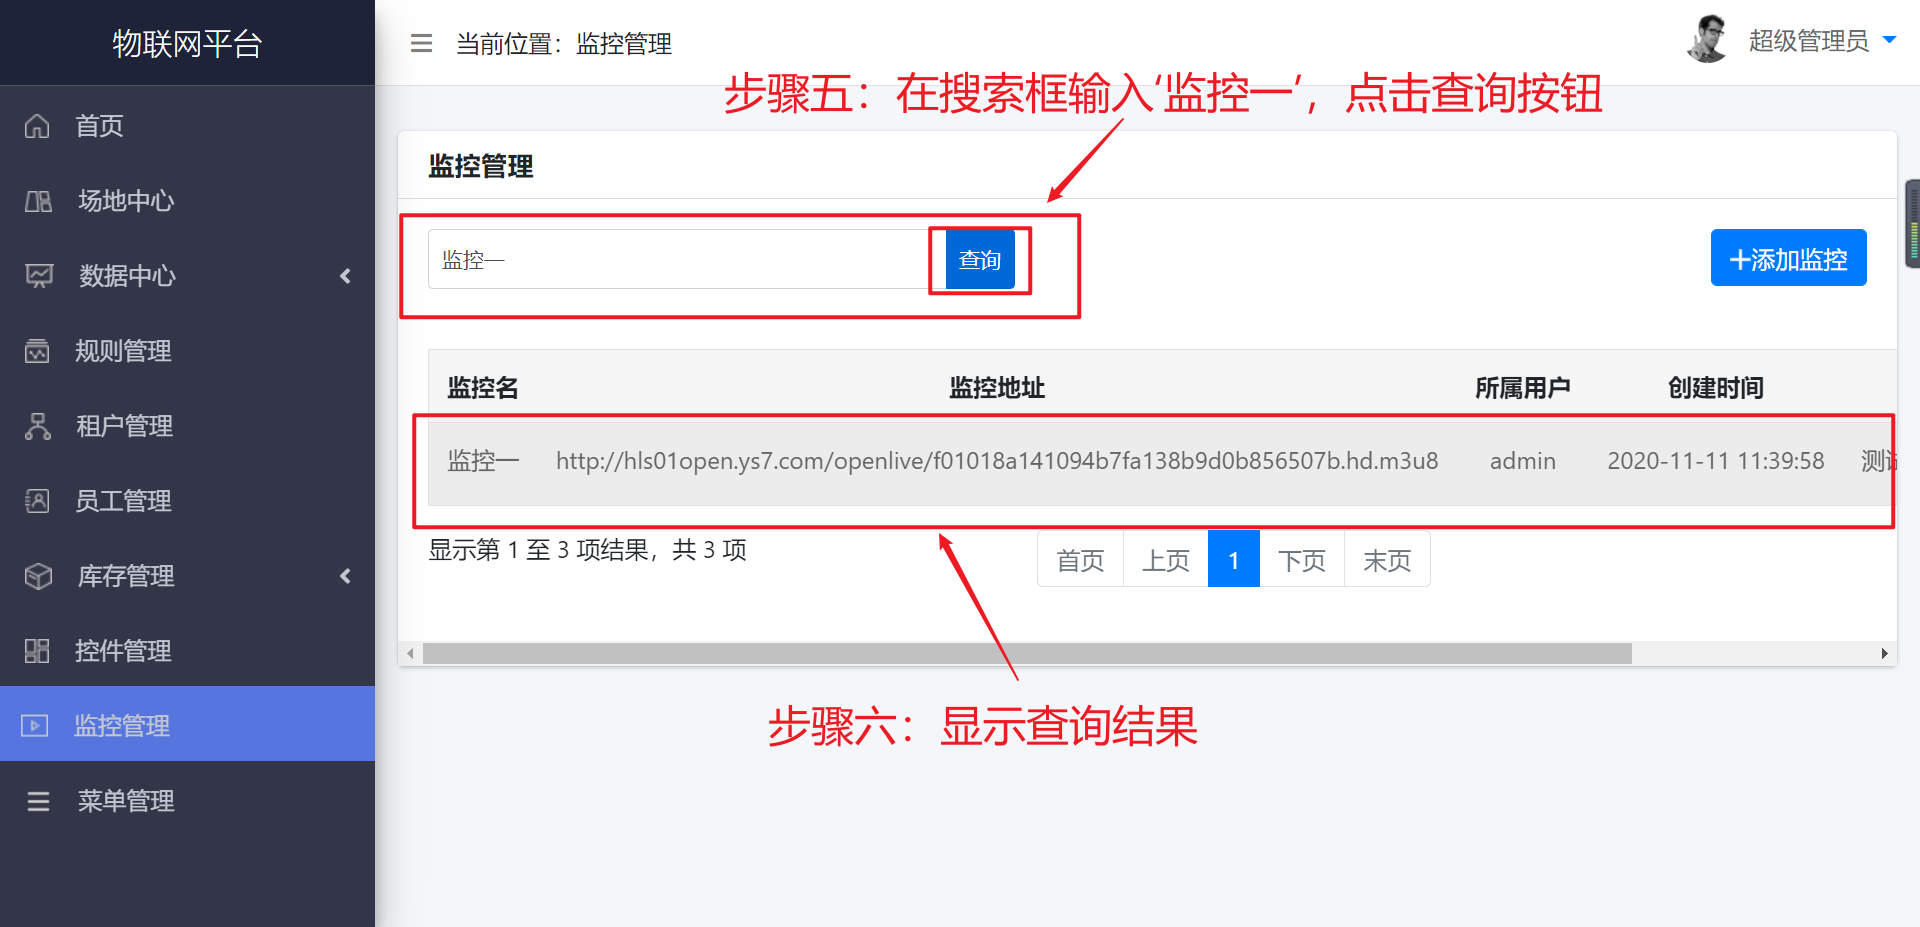 物联网平台
当前位置：监控管理
超级管理员
步骤五：在搜索框输入‘监控一’，点击查询按钮
首页
场地中心
数据中心
规则管理
租户管理
员工管理
库存管理
控件管理
监控管理
菜单管理
监控管理
监控一
查询
+添加监控
监控名 监控地址 所属用户 创建时间
监控一 http://hls01open.ys7.com/openlive/f01018a141094b7fa138b9d0b856507b.hd.m3u8 admin 2020-11-11 11:39:58 测
显示第 1 至 3 项结果，共 3 项
首页 上页 1 下页 末页
步骤六：显示查询结果